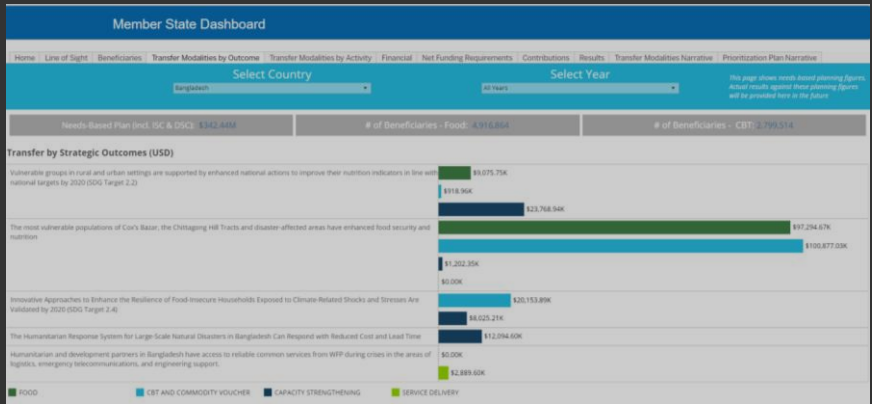 Member State Dashboard
Home Line of Sight Beneficiaries Transfer Modalities by Outcome Transfer Modalities by Activity Financial Net Funding Requirements Contributions Results Transfer Modalities Narrative Prioritization Plan Narrative
Select Country Select Year
Bangladesh All Years
This page shows needs based planning figures.
Actual results against these planning figures
will be provided here in the future
Needs-Based Plan (incl. ISC & DSC): $342.44M # of Beneficiaries - Food: 4,916,864 # of Beneficiaries - CBT: 2,799,514
Transfer by Strategic Outcomes (USD)
Vulnerable groups in rural and urban settings are supported by enhanced national actions to improve their nutrition indicators in line with
national targets by 2020 (SDG Target 2.2)
$9,075.75K
$918.96K
$23,768.94K
The most vulnerable populations of Cox's Bazar, the Chittagong Hill Tracts and disaster-affected areas have enhanced food security and
nutrition
$97,294.67K
$100,877.03K
$1,202.35K
$0.00K
Innovative Approaches to Enhance the Resilience of Food-Insecure Households Exposed to Climate-Related Shocks and Stresses Are
Validated by 2020-(SDG Target 2.4)
$20,153.89K
$8,025.21K
The Humanitarian Response System for Large-Scale Natural Disasters in Bangladesh Can Respond with Reduced Cost and Lead Time
$12,094.60K
Humanitarian and development partners in Bangladesh have access to reliable common services from WFP during crises in the areas of
logistics, emergency telecommunications, and engineering support.
$0.00K
$2,889.60K
FOOD CBT AND COMMODITY VOUCHER CAPACITY STRENGTHENING SERVICE DELIVERY